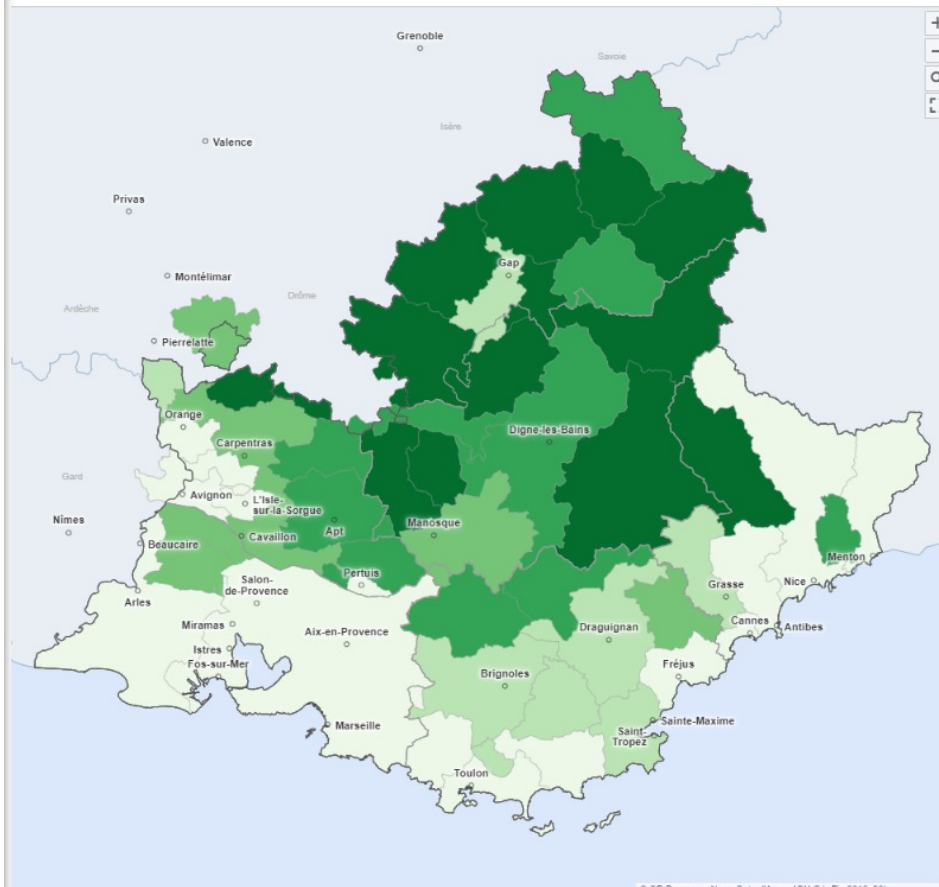 Grenoble
Savoie
+
−
Isère
Valence
Privas
Gap
Montélimar
Drôme
Ardèche
Pierrelatte
Orange
Digne-les-Bains
Carpentras
Gard
Avignon
L'Isle-
sur-la-Sorgue
Apt
Manosque
Nîmes
Beaucaire
Cavaillon
Menton
Pertuis
Salon-
de-Provence
Grasse
Nice
Arles
Miramas
Aix-en-Provence
Draguignan
Cannes
Antibes
Istres
Fos-sur-Mer
Fréjus
Brignoles
Marseille
Sainte-Maxime
Saint-
Tropez
Toulon